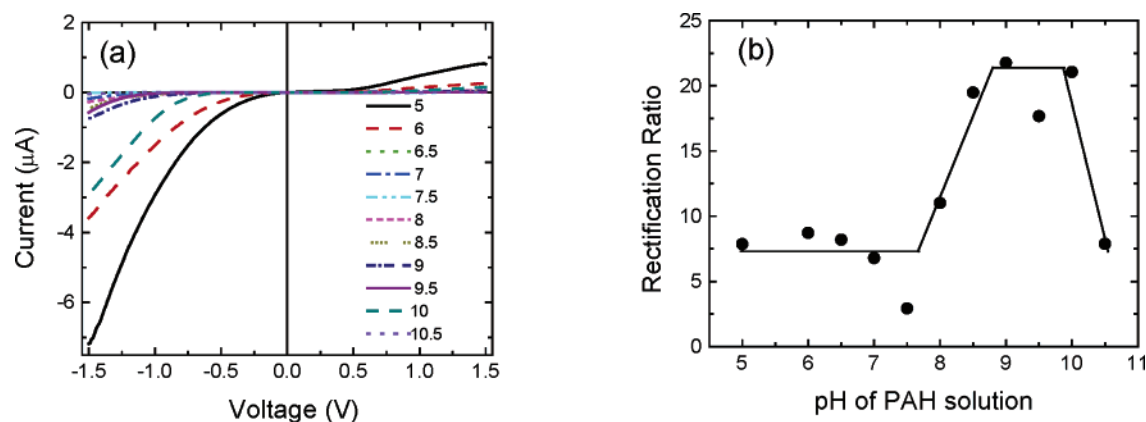 (a)
2
0
-2
-4
-6
Current (μA)
5
6
6.5
7
7.5
8
8.5
9
9.5
10
10.5
-1.5 -1.0 -0.5 0.0 0.5 1.0 1.5
Voltage (V)
(b)
25
20
15
10
5
0
Rectification Ratio
5 6 7 8 9 10 11
pH of PAH solution